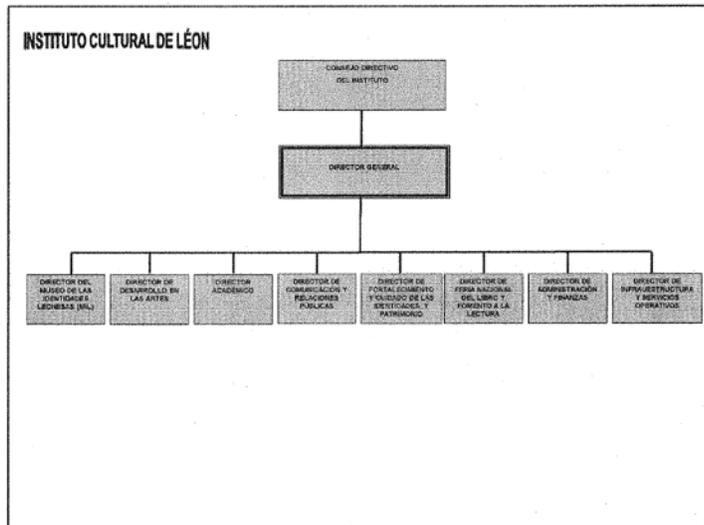 INSTITUTO CULTURAL DE LÉON
CONSEJO DIRECTIVO
DEL INSTITUTO
DIRECTOR GENERAL
DIRECTOR DEL
MUSEO DE LAS
IDENTIDADES
LEONESAS (MIL)
DIRECTOR DE
DESARROLLO EN
LAS ARTES
DIRECTOR
ACADÉMICO
DIRECTOR DE
COMUNICACIÓN Y
RELACIONES
PÚBLICAS
DIRECTOR DE
FORTALECIMIENTO
Y CUIDADO DE LAS
IDENTIDADES Y
PATRIMONIO
DIRECTOR DE
FERIA NACIONAL
DEL LIBRO Y
FOMENTO A LA
LECTURA
DIRECTOR DE
ADMINISTRACIÓN
Y FINANZAS
DIRECTOR DE
INFRAUESTRUCTURA
Y SERVICIOS
OPERATIVOS